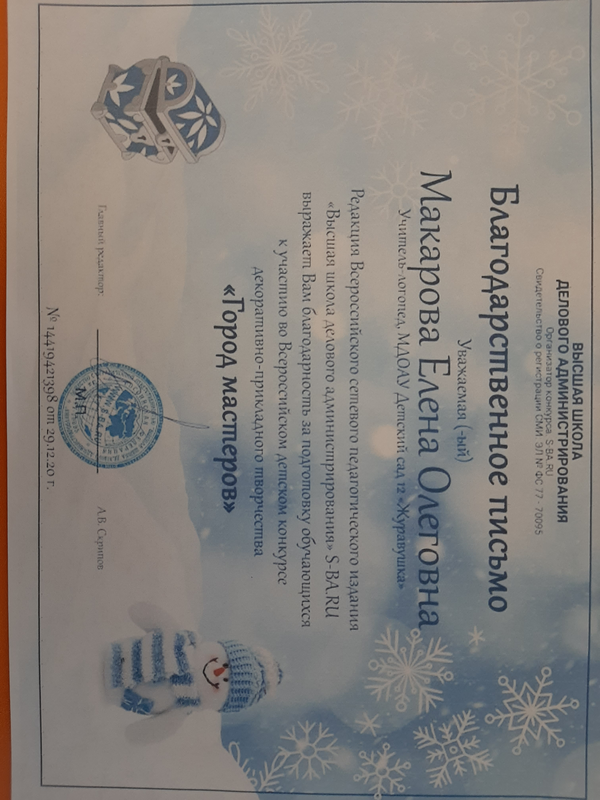 ВЫСШАЯ ШКОЛА
ДЕЛОВОГО АДМИНИСТРИРОВАНИЯ
Организатор конкурса S-BA.RU
Свидетельство о регистрации СМИ ЭЛ № ФС 77 - 70095
Благодарственное письмо
Уважаемая (-ый)
Макарова Елена Олеговна
Учитель-логопед, МДОАУ Детский сад 12 «Журавушка»
Редакция Всероссийского сетевого педагогического издания
«Высшая школа делового администрирования» S-BA.RU
выражает Вам благодарность за подготовку обучающихся
к участию во Всероссийском детском конкурсе
декоративно-прикладного творчества
«Город мастеров»
Главный редактор:
А.В. Скрипов
М.П.
№ 14419421398 от 29.12.20 г.